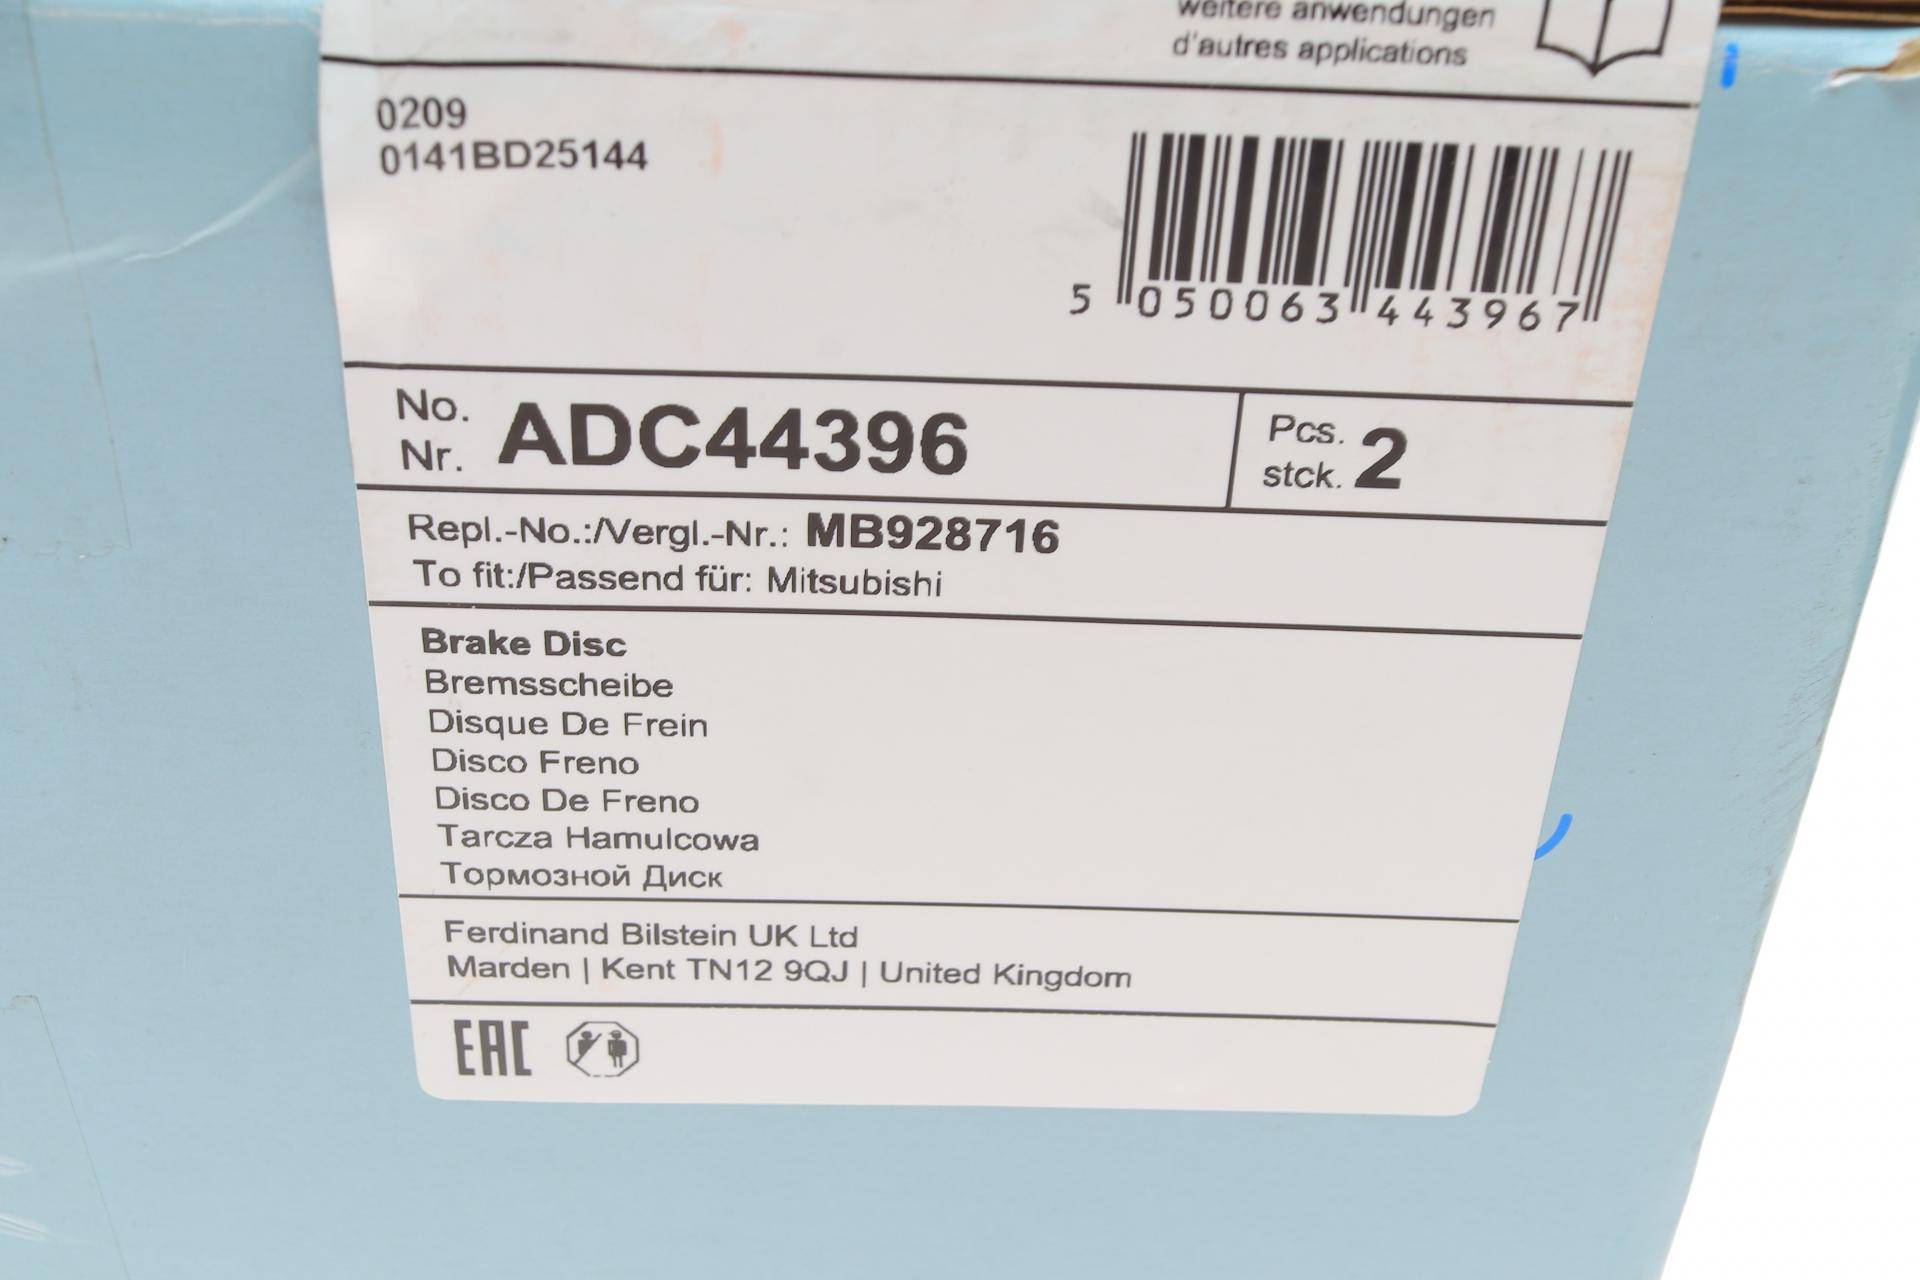 weitere anwendungen
d'autres applications
0209
0141BD25144
5 050063 443967
No.
Nr. ADC44396
Pcs.
stck. 2
Repl.-No.:/Vergl.-Nr.: MB928716
To fit:/Passend für: Mitsubishi
Brake Disc
Bremsscheibe
Disque De Frein
Disco Freno
Disco De Freno
Tarcza Hamulcowa
Тормозной Диск
Ferdinand Bilstein UK Ltd
Marden | Kent TN12 9QJ | United Kingdom
EAC